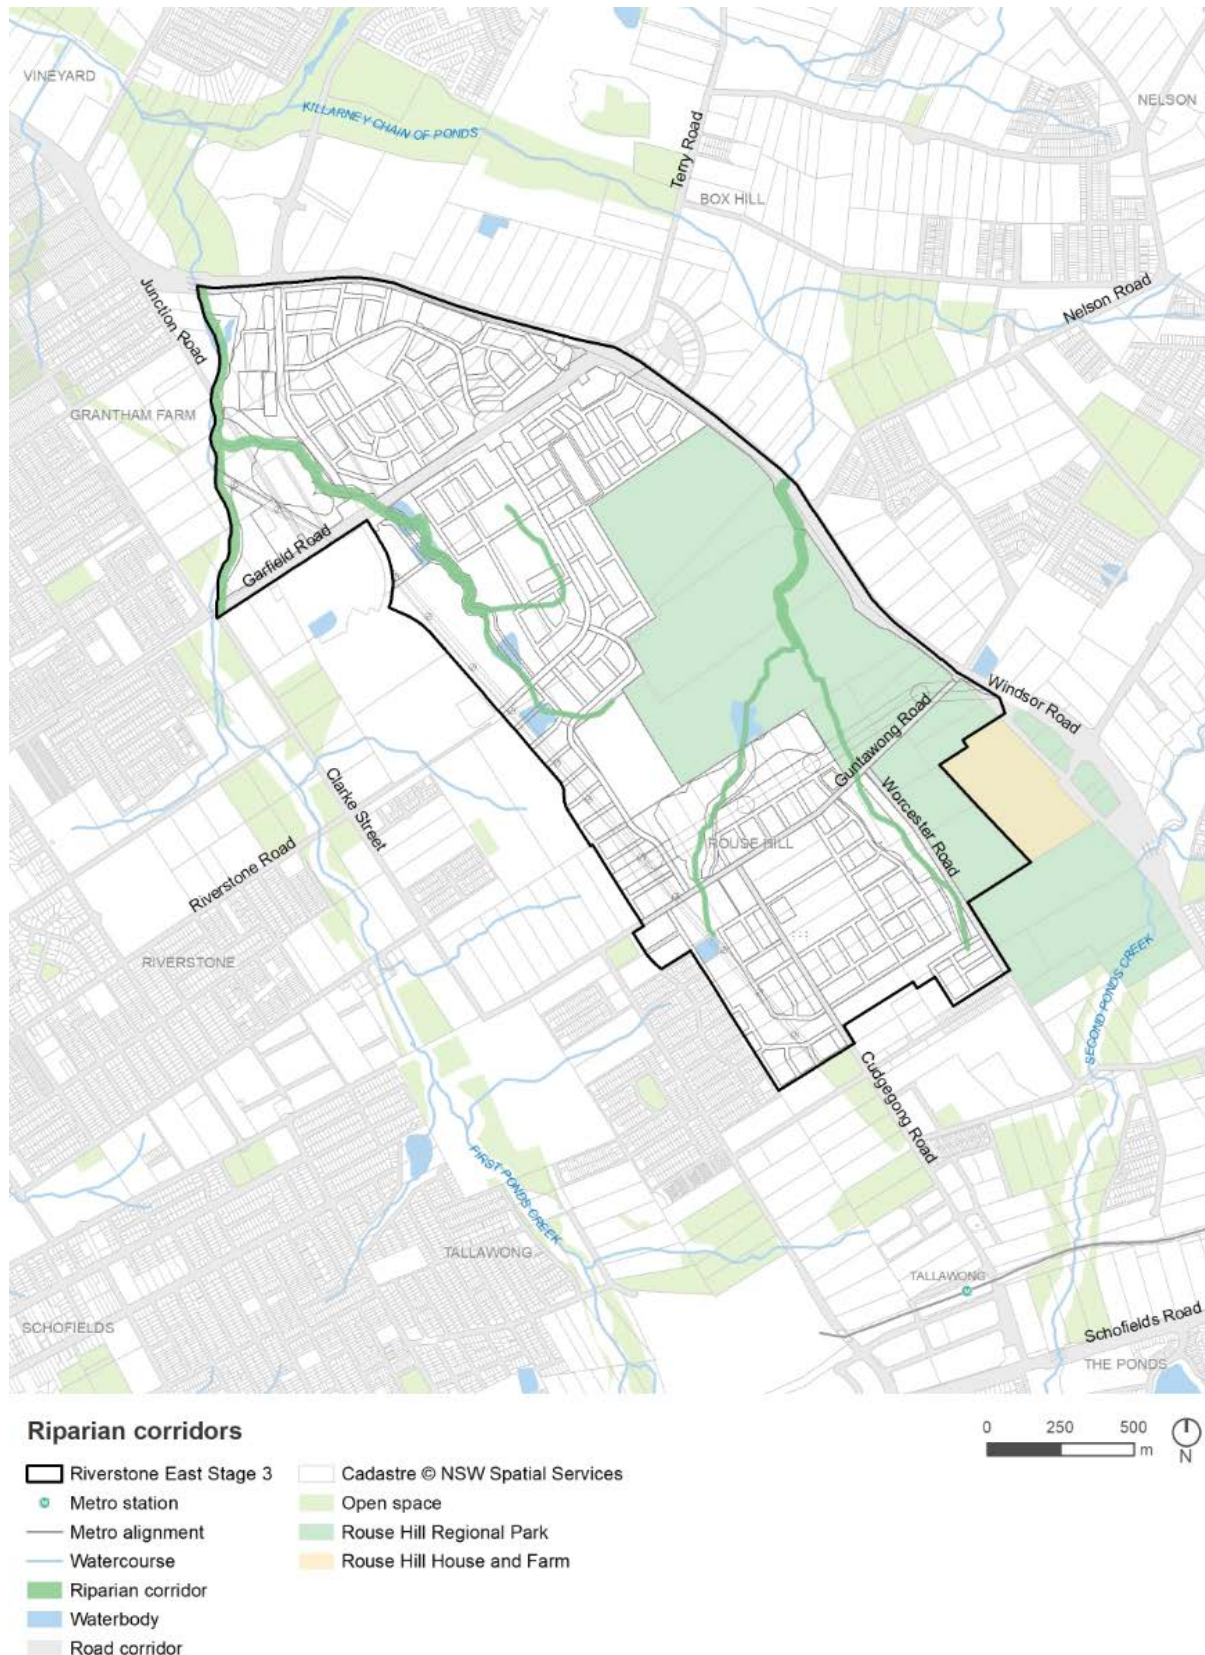 VINEYARD
NELSON
KILLARNEY CHAIN OF PONDS
Terry Road
BOX HILL
Junction Road
Nelson Road
GRANTHAM FARM
Garfield Road
Windsor Road
Guntawong Road
Clarke Street
Worcester Road
ROUSE HILL
Riverstone Road
RIVERSTONE
SECOND PONDS CREEK
Cudgegong Road
FIRST PONDS CREEK
TALLAWONG
TALLAWONG
SCHOFIELDS
Schofields Road
THE PONDS
Riparian corridors
0 250 500
m
N
Riverstone East Stage 3
Metro station
Metro alignment
Watercourse
Riparian corridor
Waterbody
Road corridor
Cadastre © NSW Spatial Services
Open space
Rouse Hill Regional Park
Rouse Hill House and Farm